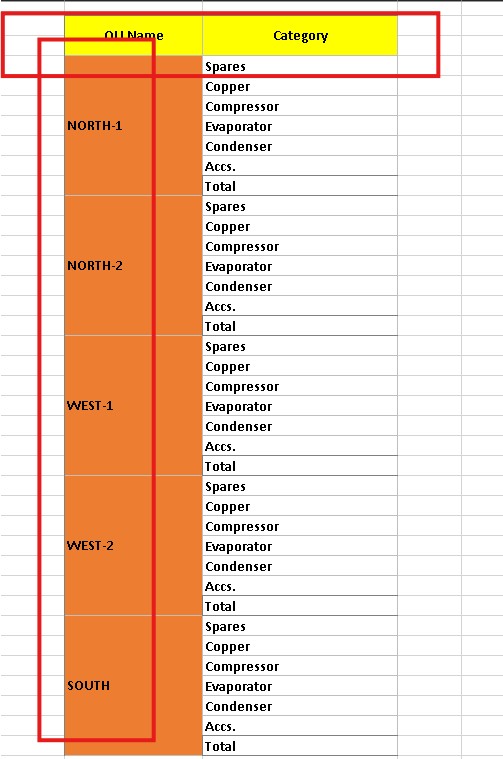 OU Name Category
Spares
Copper
Compressor
NORTH-1 Evaporator
Condenser
Accs.
Total
Spares
Copper
Compressor
NORTH-2 Evaporator
Condenser
Accs.
Total
Spares
Copper
Compressor
WEST-1 Evaporator
Condenser
Accs.
Total
Spares
Copper
Compressor
WEST-2 Evaporator
Condenser
Accs.
Total
Spares
Copper
Compressor
SOUTH Evaporator
Condenser
Accs.
Total